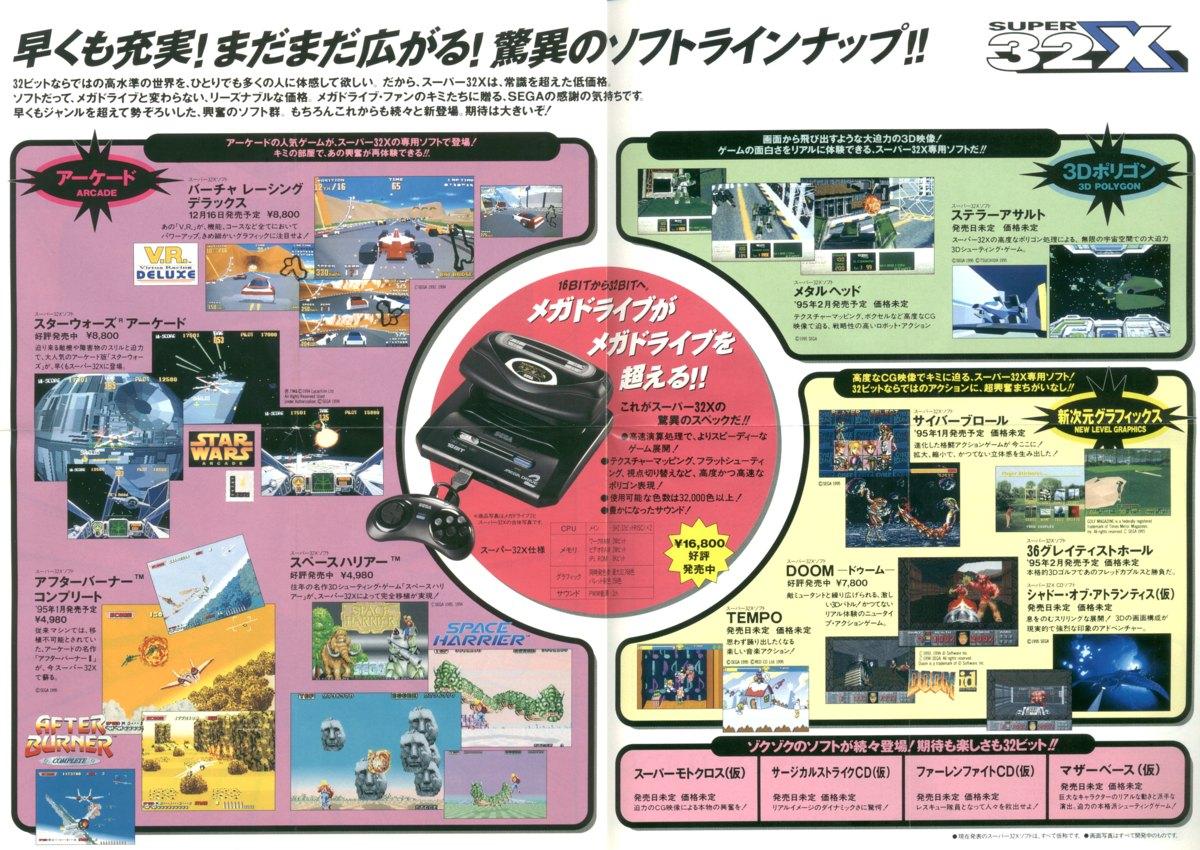 早くも充実!まだまだ広がる!驚異のソフトラインナップ!!
SUPER 32X
32ビットならではの高水準の世界を、ひとりでも多くの人に体感して欲しい。だから、スーパー32Xは、常識を超えた低価格。
ソフトだって、メガドライブと変わらない、リーズナブルな価格。メガドライブ・ファンのキミたちに贈る、SEGAの感謝の気持ちです。
早くもジャンルを超えて勢ぞろいした、興奮のソフト群。もちろんこれからも続々と新登場。期待は大きいぞ!
アーケードの人気ゲームが、スーパー32Xの専用ソフトで登場!
キミの部屋で、あの興奮が再体験できる!!
アーケード
ARCADE
スーパー32Xソフト
バーチャ レーシング
デラックス
12月16日発売予定 ¥8,800
あの「V.R.」が、機能、コースなど全てにおいて
パワーアップ。きめ細かいグラフィックに注目せよ!
V.R.
Virtua Racing
DELUXE
スーパー32Xソフト
スターウォーズ® アーケード
好評発売中 ¥8,800
迫り来る敵機や障害物のスリルと迫力
で、大人気のアーケード版「スターウォー
ズ」が、早くもスーパー32Xに登場。
STAR
WARS
ARCADE
スーパー32Xソフト
アフターバーナー™
コンプリート
'95年1月発売予定
¥4,980
従来マシンでは、移
植不可能とされてい
た、アーケードの名作
「アフターバーナーⅡ」
が、今スーパー32X
で蘇る。
©SEGA 1995
AFTER
BURNER
COMPLETE
スーパー32Xソフト
スペースハリアー™
好評発売中 ¥4,980
往年の名作3Dシューティング・ゲーム「スペースハリ
アー」が、スーパー32Xによって完全移植が実現!
SPACE
HARRIER
16BITから32BITへ。
メガドライブが
メガドライブを
超える!!
これがスーパー32Xの
驚異のスペックだ!!
●高速演算処理で、よりスピーディーな
ゲーム展開!
●テクスチャーマッピング、フラットシューティ
ング、視点切り替えなど、高度かつ高速な
ポリゴン表現!
●使用可能な色数は32,000色以上!
●豊かになったサウンド!
※商品写真はメガドライブ2と
スーパー32Xの合体写真です。
スーパー32X仕様
CPU
メモリ
グラフィック
サウンド
¥16,800
好評
発売中
画面から飛び出すような大迫力の3D映像!
ゲームの面白さをリアルに体験できる、スーパー32X専用ソフトだ!!
3Dポリゴン
3D POLYGON
スーパー32Xソフト
ステラーアサルト
発売日未定 価格未定
スーパー32Xの高度なポリゴン処理による、無限の宇宙空間での大迫力
3Dシューティング・ゲーム。
スーパー32Xソフト
メタルヘッド
'95年2月発売予定 価格未定
テクスチャーマッピング、ボクセルなど高度なCG
映像で迫る、戦略性の高いロボット・アクション
©SEGA 1995
高度なCG映像でキミに迫る、スーパー32X専用ソフト!
32ビットならではのアクションに、超興奮まちがいなし!!
新次元グラフィックス
NEW LEVEL GRAPHICS
スーパー32Xソフト
サイバーブロール
'95年1月発売予定 価格未定
進化した格闘アクションゲームが今ここに!
拡大、縮小で、かつてない立体感を生み出した!
©SEGA 1995
スーパー32Xソフト
36グレイティストホール
'95年2月発売予定 価格未定
本格的3Dゴルフであのフレッドカプルスと勝負だ。
スーパー32X CDソフト
シャドー・オブ・アトランティス(仮)
発売日未定 価格未定
息をのむスリリングな展開! 3Dの画面構成が
現実的で強烈な印象のアドベンチャー。
©SEGA 1995
スーパー32Xソフト
DOOM —ドゥーム—
好評発売中 ¥7,800
敵ミュータントと繰り広げられる、激し
い3Dバトル!かつてない
リアル体験のニュータイ
プ・アクションゲーム。
DOOM
id
スーパー32Xソフト
TEMPO
発売日未定 価格未定
思わず踊り出したくなる
楽しい音楽アクション!
ゾクゾクのソフトが続々登場!期待も楽しさも32ビット!!
スーパーモトクロス(仮)
発売日未定 価格未定
迫力のCG映像による本物の興奮を!
サージカルストライクCD(仮)
発売日未定 価格未定
リアルイメージのダイナミックさに驚愕!
ファーレンファイトCD(仮)
発売日未定 価格未定
レスキュー隊員となって人々を救出せよ!
マザーベース(仮)
発売日未定 価格未定
巨大なキャラクターのリアルな動きと派手な
演出。迫力の本格派シューティングゲーム!
●現在発表のスーパー32Xソフトは、すべて仮称です。●画面写真はすべて開発中のものです。